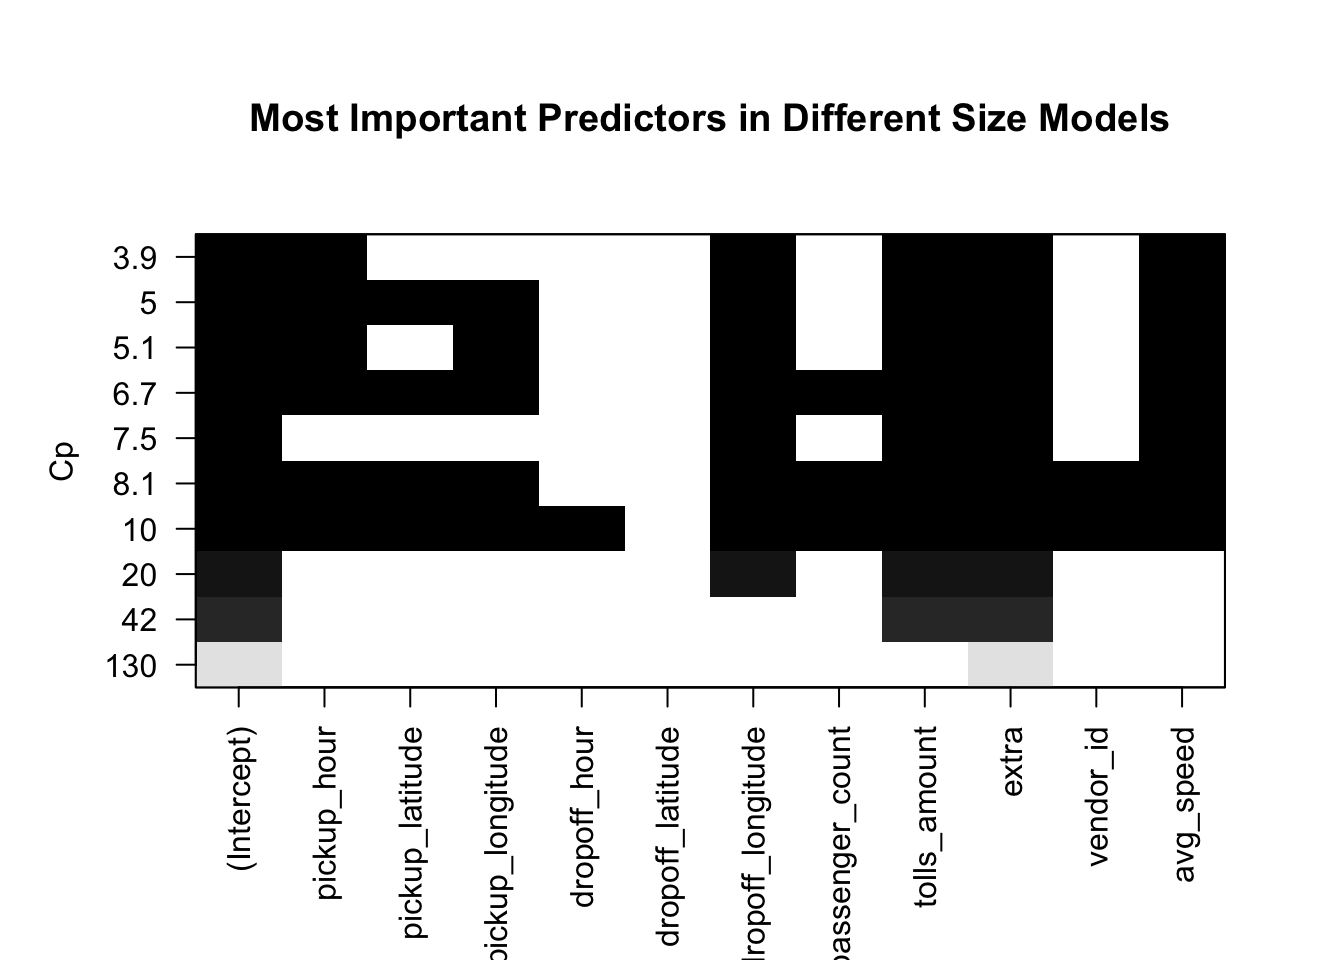 Most Important Predictors in Different Size Models
Cp
3.9
5
5.1
6.7
7.5
8.1
10
20
42
130
(Intercept)
pickup_hour
pickup_latitude
pickup_longitude
dropoff_hour
dropoff_latitude
dropoff_longitude
passenger_count
tolls_amount
extra
vendor_id
avg_speed